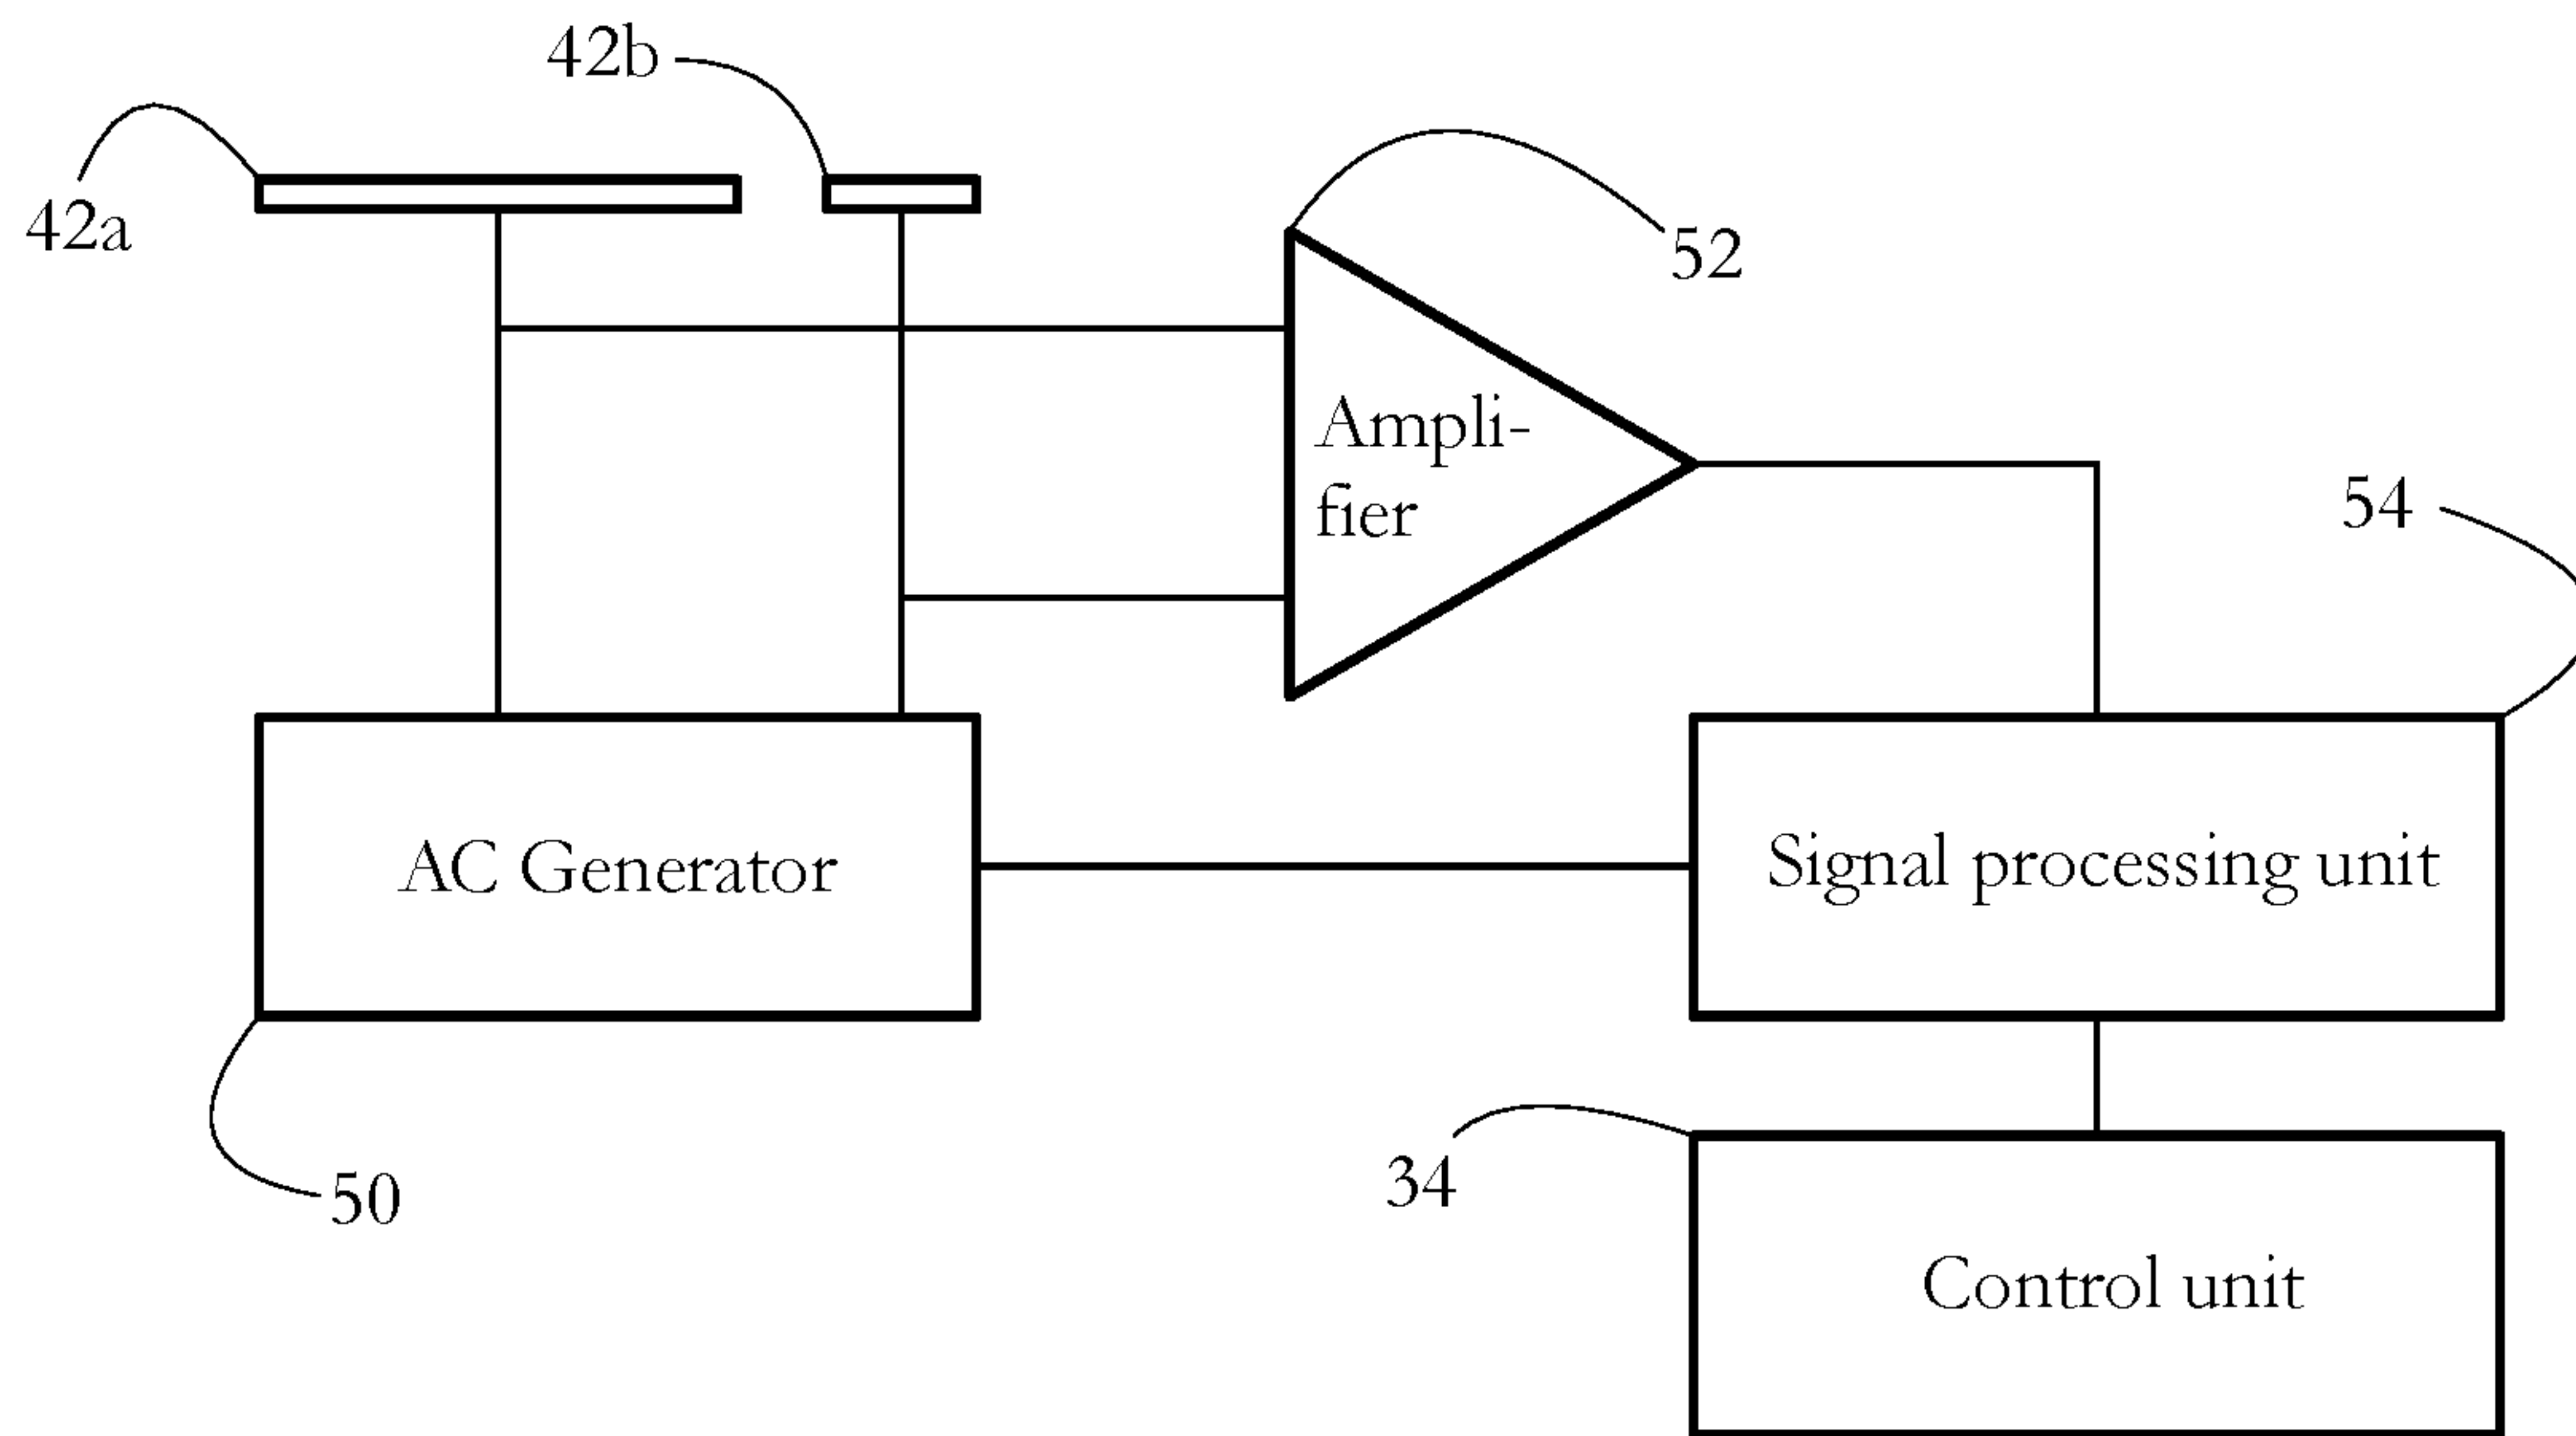 42b
42a
52
Ampli-
fier
54
AC Generator
Signal processing unit
50
34
Control unit